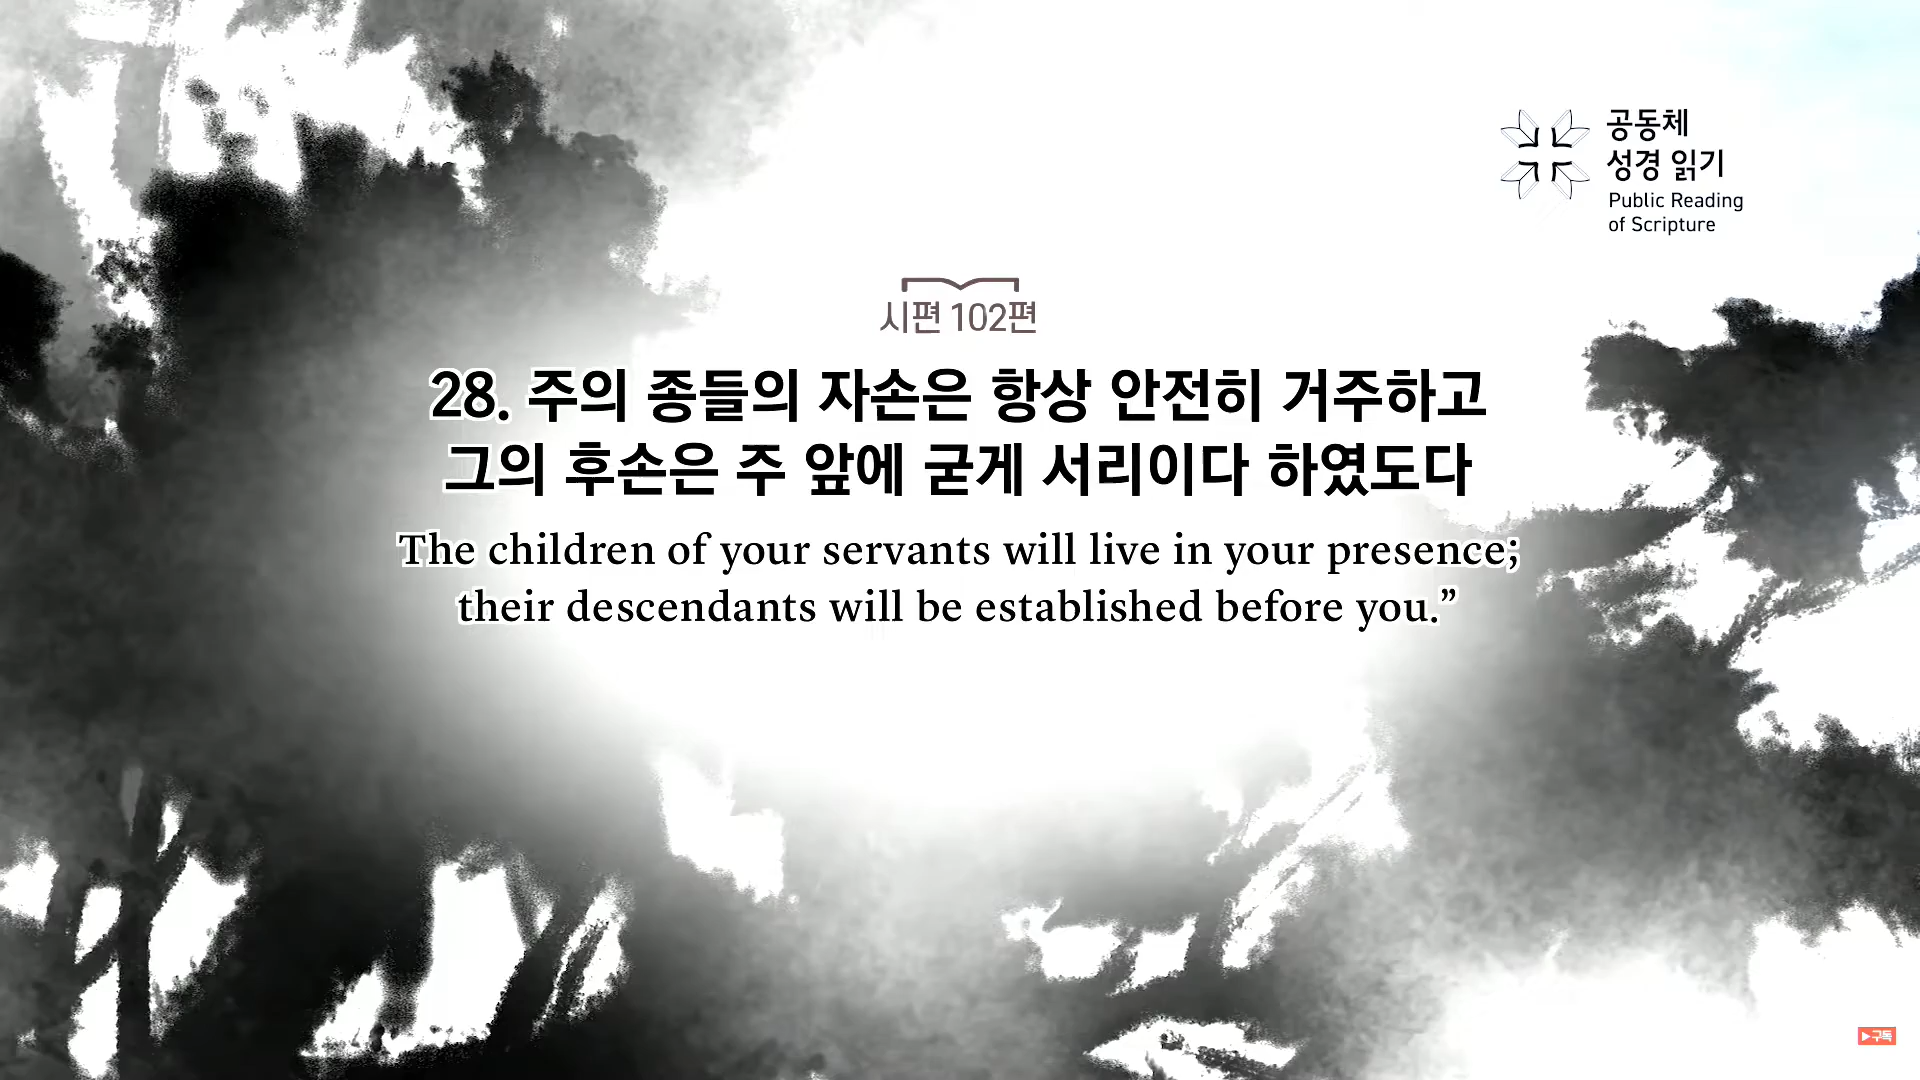 공동체
성경 읽기
Public Reading
of Scripture
시편 102편
28. 주의 종들의 자손은 항상 안전히 거주하고
그의 후손은 주 앞에 굳게 서리이다 하였도다
The children of your servants will live in your presence;
their descendants will be established before you.”
구독